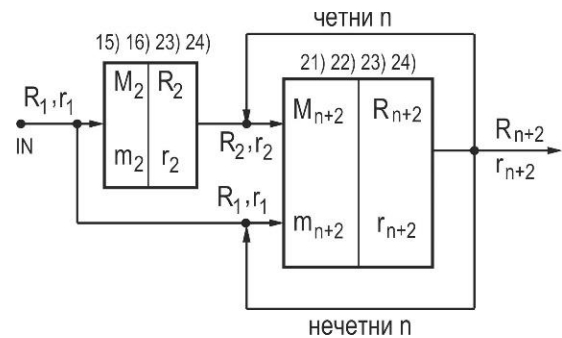 четни n
15) 16) 23) 24)
21) 22) 23) 24)
R₁,r₁
M₂ R₂
Mₙ₊₂ Rₙ₊₂
IN
R₂,r₂
Rₙ₊₂
m₂ r₂
rₙ₊₂
R₁,r₁
mₙ₊₂ rₙ₊₂
нечетни n